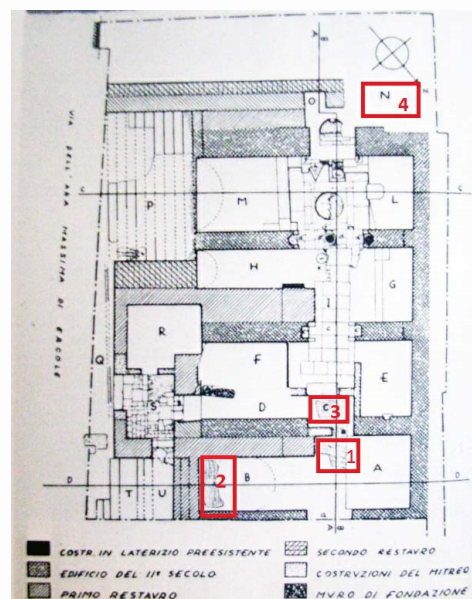 N
4
O
VIA DELL'ARA MASSIMA DI ERCOLE
C
C
P
M
L
H
G
I
R
F
E
Q
S
D
C
3
1
A
2
B
D
D
T
U
COSTR. IN LATERIZIO PREESISTENTE
EDIFICIO DEL II° SECOLO
PRIMO RESTAURO
SECONDO RESTAURO
COSTRUZIONI DEL MITREO
MURO DI FONDAZIONE